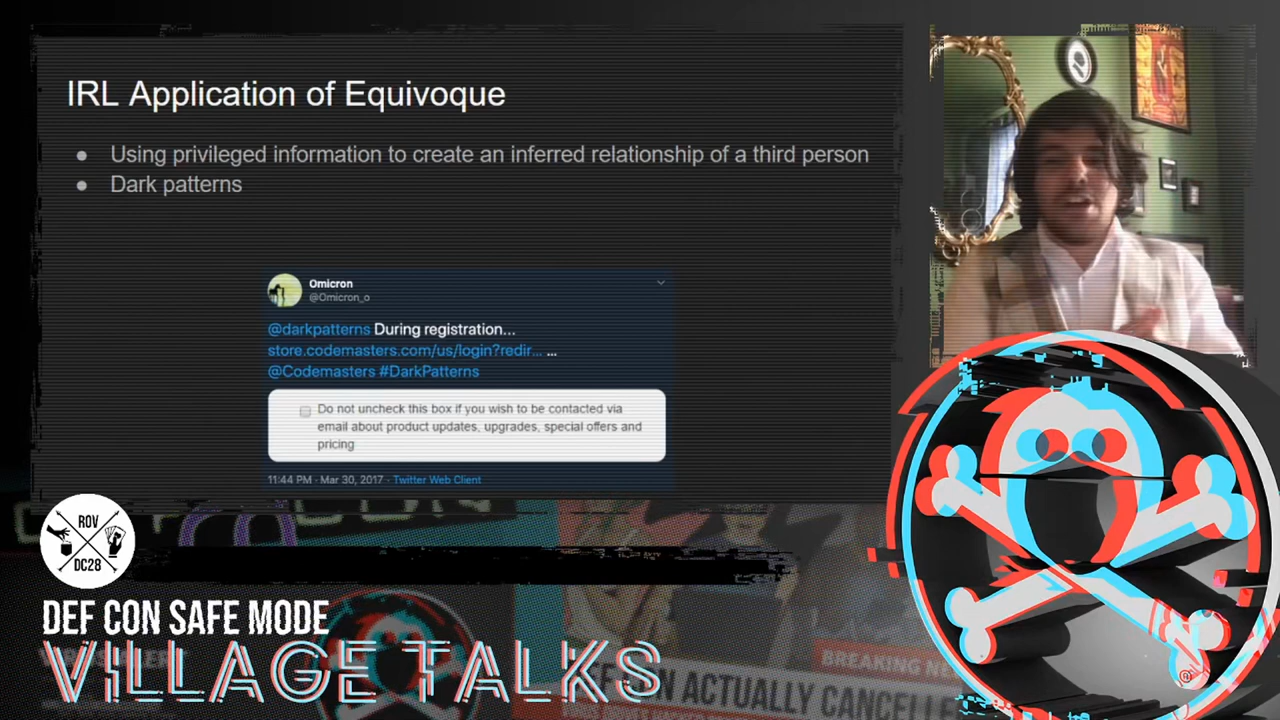 IRL Application of Equivoque
● Using privileged information to create an inferred relationship of a third person
● Dark patterns
Omicron
@Omicron_o
@darkpatterns During registration...
store.codemasters.com/us/login?redir... ...
@Codemasters #DarkPatterns
Do not uncheck this box if you wish to be contacted via
email about product updates, upgrades, special offers and
pricing
11:44 PM · Mar 30, 2017 · Twitter Web Client
ROV
DC28
DEF CON SAFE MODE
VILLAGE TALKS
BREAKING NE
CON ACTUALLY CANCELLE
®